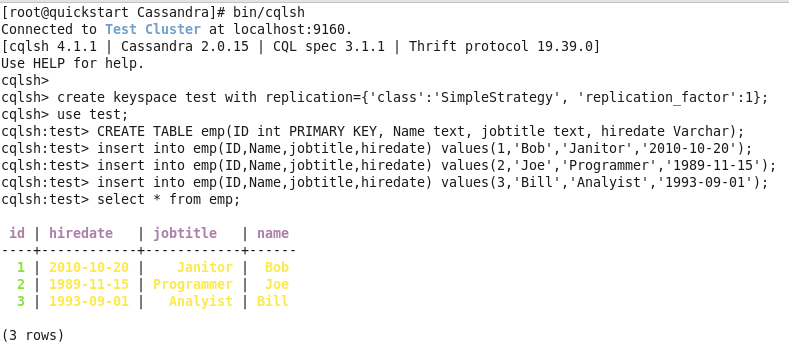 [root@quickstart Cassandra]# bin/cqlsh
Connected to Test Cluster at localhost:9160.
[cqlsh 4.1.1 | Cassandra 2.0.15 | CQL spec 3.1.1 | Thrift protocol 19.39.0]
Use HELP for help.
cqlsh>
cqlsh> create keyspace test with replication={'class':'SimpleStrategy', 'replication_factor':1};
cqlsh> use test;
cqlsh:test> CREATE TABLE emp(ID int PRIMARY KEY, Name text, jobtitle text, hiredate Varchar);
cqlsh:test> insert into emp(ID,Name,jobtitle,hiredate) values(1,'Bob','Janitor','2010-10-20');
cqlsh:test> insert into emp(ID,Name,jobtitle,hiredate) values(2,'Joe','Programmer','1989-11-15');
cqlsh:test> insert into emp(ID,Name,jobtitle,hiredate) values(3,'Bill','Analyist','1993-09-01');
cqlsh:test> select * from emp;

 id | hiredate   | jobtitle   | name
----+------------+------------+------
  1 | 2010-10-20 |    Janitor |  Bob
  2 | 1989-11-15 | Programmer |  Joe
  3 | 1993-09-01 |   Analyist | Bill

(3 rows)